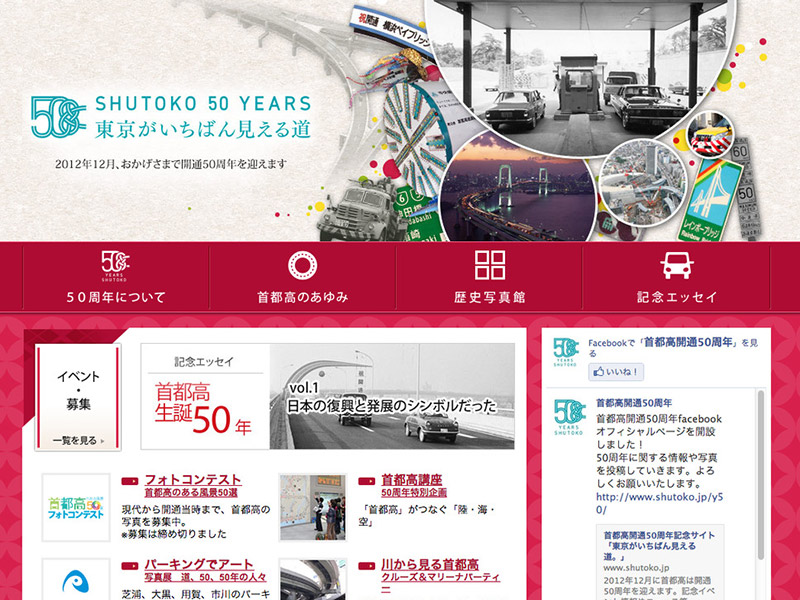 祝開通 横浜ベイブリッジ
SHUTOKO 50 YEARS
東京がいちばん見える道
2012年12月、おかげさまで開通50周年を迎えます
レインボーブリッジ
Rainbow Bridge
60
50
50
YEARS
SHUTOKO
50周年について
首都高のあゆみ
歴史写真館
記念エッセイ
イベント
・
募集
一覧を見る »
記念エッセイ
首都高
生誕50年
vol.1
日本の復興と発展のシンボルだった
首都高
フォトコンテスト
フォトコンテスト
首都高のある風景50選
現代から開通当時まで、首都高の
写真を募集中。
※募集は締め切りました
首都高講座
50周年特別企画
「首都高」がつなぐ「陸・海・
空」
パーキングでアート
写真展 道、50、50年の人々
芝浦、大黒、用賀、市川のパーキ
川から見る首都高
クルーズ＆マリーナパーティ
ー
50
YEARS
SHUTOKO
Facebookで「首都高開通50周年」を見
る
いいね！
50
YEARS
SHUTOKO
首都高開通50周年
首都高開通50周年facebook
オフィシャルページを開設
しました！
50周年に関する情報や写真
を投稿していきます。よろ
しくお願いいたします。
http://www.shutoko.jp/y5
0/
首都高開通50周年記念サイト
「東京がいちばん見える
道。」
www.shutoko.jp
2012年12月に首都高は開通
50周年を迎えます。記念イベ